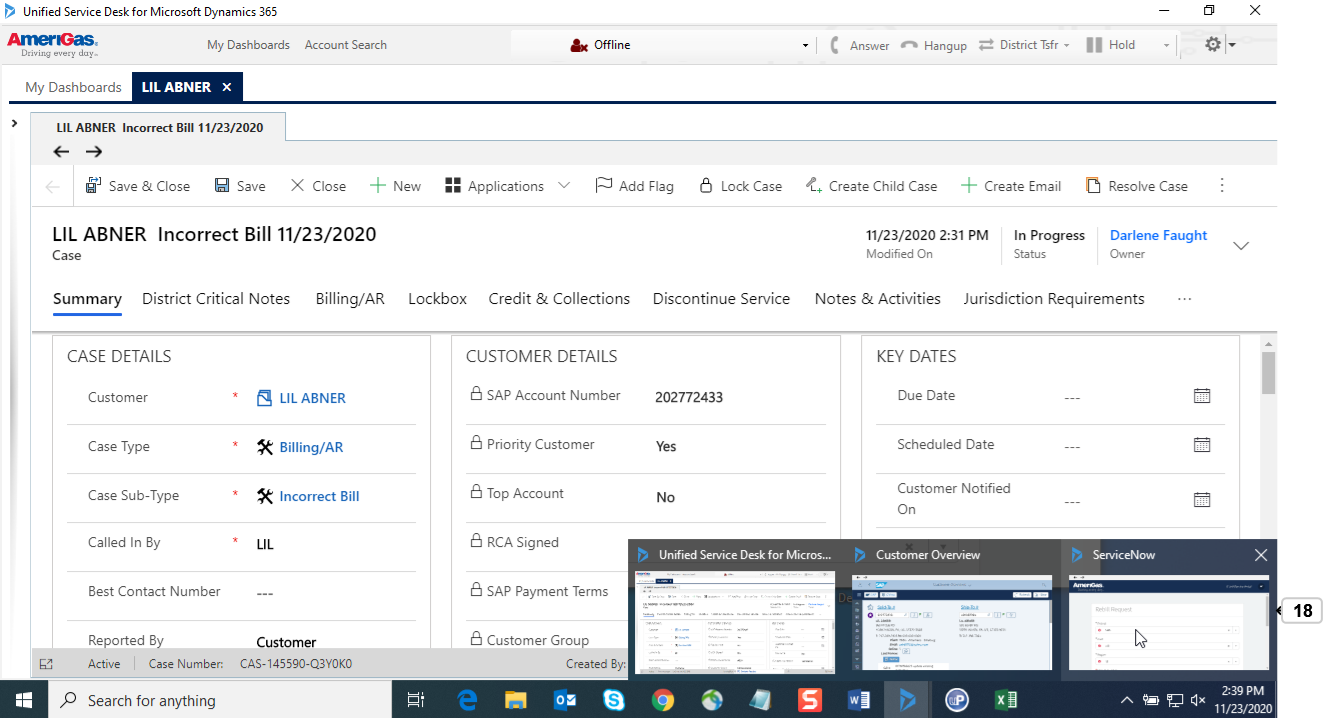 Unified Service Desk for Microsoft Dynamics 365
AmeriGas
Driving every day
My Dashboards Account Search Offline Answer Hangup District Tsfr Hold
My Dashboards LIL ABNER
LIL ABNER Incorrect Bill 11/23/2020
Save & Close Save Close New Applications Add Flag Lock Case Create Child Case Create Email Resolve Case
LIL ABNER Incorrect Bill 11/23/2020
Case
11/23/2020 2:31 PM In Progress Darlene Faught
Modified On Status Owner
Summary District Critical Notes Billing/AR Lockbox Credit & Collections Discontinue Service Notes & Activities Jurisdiction Requirements ...
CASE DETAILS
Customer * LIL ABNER
Case Type * Billing/AR
Case Sub-Type * Incorrect Bill
Called In By * LIL
Best Contact Number ---
Reported By Customer
CUSTOMER DETAILS
SAP Account Number 202772433
Priority Customer Yes
Top Account No
RCA Signed
SAP Payment Terms
Customer Group
KEY DATES
Due Date ---
Scheduled Date ---
Customer Notified
On ---
Unified Service Desk for Micros... Customer Overview ServiceNow
AmeriGas
Rebill Request
18
Active Case Number: CAS-145590-Q3Y0K0 Created By:
Search for anything
2:39 PM
11/23/2020